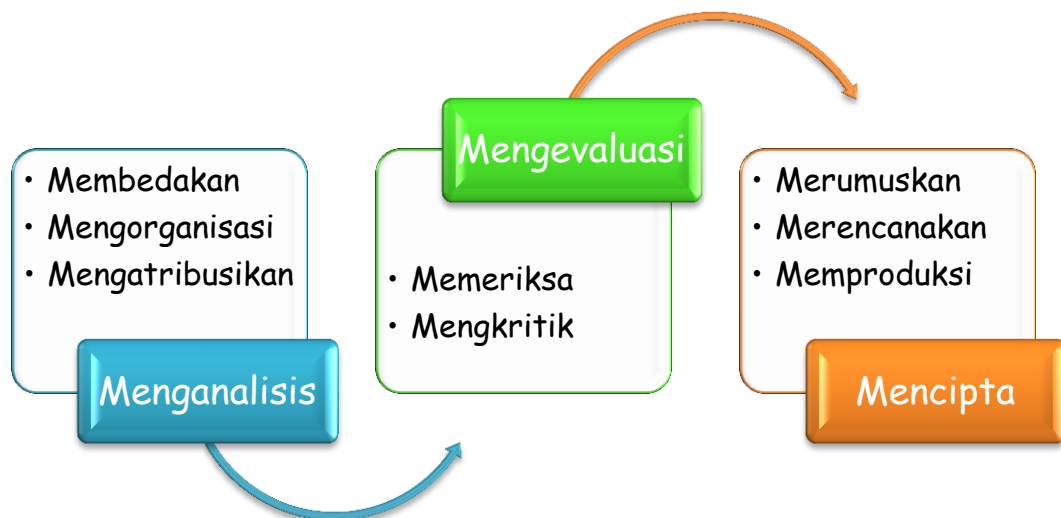 • Membedakan
• Mengorganisasi
• Mengatribusikan
Menganalisis
Mengevaluasi
• Memeriksa
• Mengkritik
• Merumuskan
• Merencanakan
• Memproduksi
Mencipta